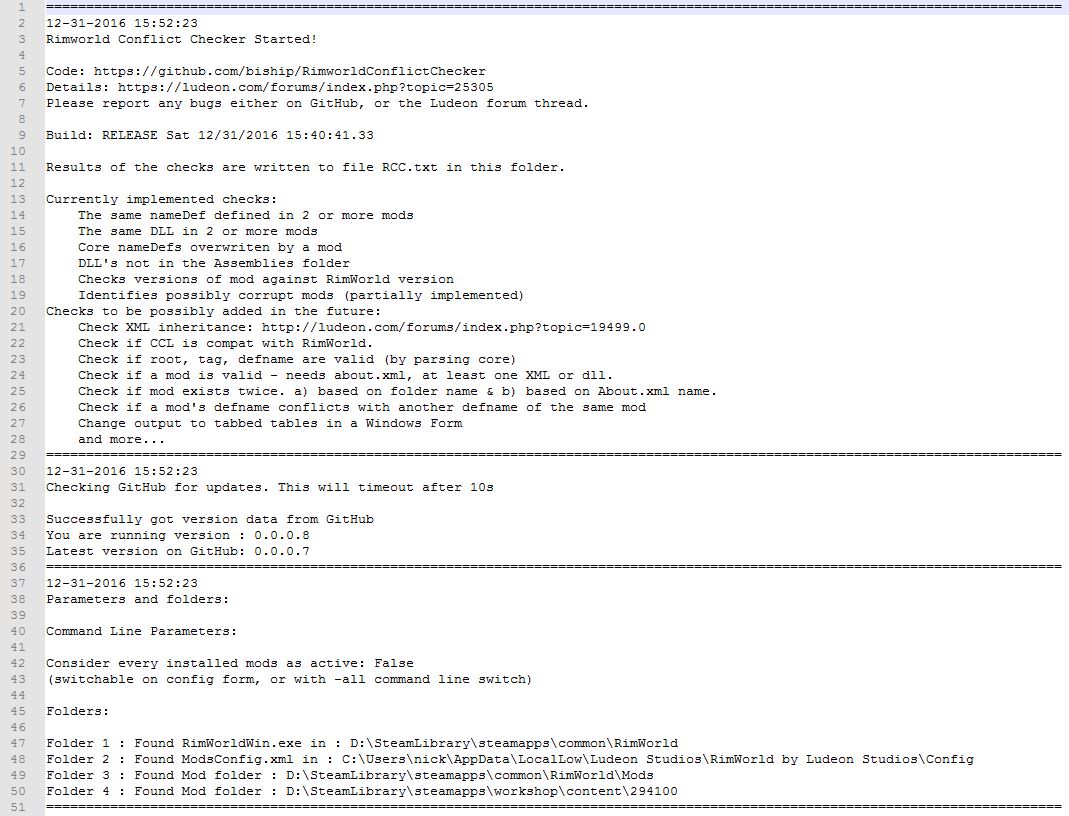 1 ================================================================================================================================
2 12-31-2016 15:52:23
3 Rimworld Conflict Checker Started!
4
5 Code: https://github.com/biship/RimworldConflictChecker
6 Details: https://ludeon.com/forums/index.php?topic=25305
7 Please report any bugs either on GitHub, or the Ludeon forum thread.
8
9 Build: RELEASE Sat 12/31/2016 15:40:41.33
10
11 Results of the checks are written to file RCC.txt in this folder.
12
13 Currently implemented checks:
14     The same nameDef defined in 2 or more mods
15     The same DLL in 2 or more mods
16     Core nameDefs overwriten by a mod
17     DLL's not in the Assemblies folder
18     Checks versions of mod against RimWorld version
19     Identifies possibly corrupt mods (partially implemented)
20 Checks to be possibly added in the future:
21     Check XML inheritance: http://ludeon.com/forums/index.php?topic=19499.0
22     Check if CCL is compat with RimWorld.
23     Check if root, tag, defname are valid (by parsing core)
24     Check if a mod is valid - needs about.xml, at least one XML or dll.
25     Check if mod exists twice. a) based on folder name & b) based on About.xml name.
26     Check if a mod's defname conflicts with another defname of the same mod
27     Change output to tabbed tables in a Windows Form
28     and more...
29 ================================================================================================================================
30 12-31-2016 15:52:23
31 Checking GitHub for updates. This will timeout after 10s
32
33 Successfully got version data from GitHub
34 You are running version : 0.0.0.8
35 Latest version on GitHub: 0.0.0.7
36 ================================================================================================================================
37 12-31-2016 15:52:23
38 Parameters and folders:
39
40 Command Line Parameters:
41
42 Consider every installed mods as active: False
43 (switchable on config form, or with -all command line switch)
44
45 Folders:
46
47 Folder 1 : Found RimWorldWin.exe in : D:\SteamLibrary\steamapps\common\RimWorld
48 Folder 2 : Found ModsConfig.xml in : C:\Users\nick\AppData\LocalLow\Ludeon Studios\RimWorld by Ludeon Studios\Config
49 Folder 3 : Found Mod folder : D:\SteamLibrary\steamapps\common\RimWorld\Mods
50 Folder 4 : Found Mod folder : D:\SteamLibrary\steamapps\workshop\content\294100
51 ================================================================================================================================